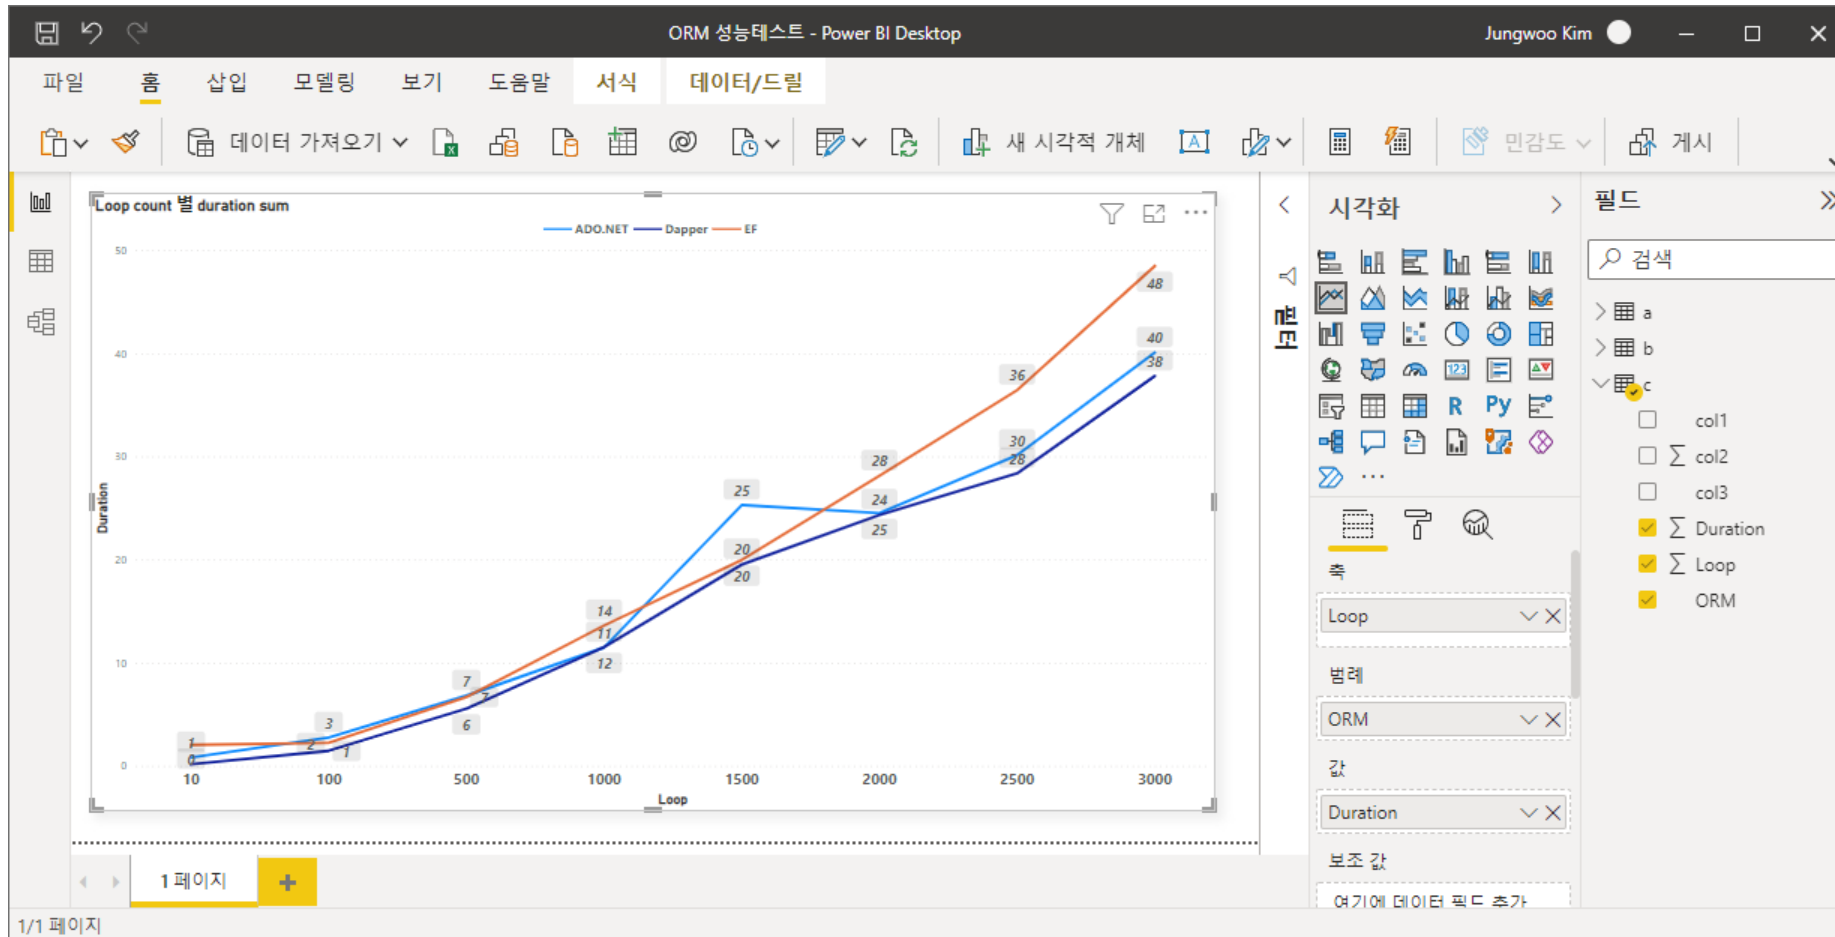 ORM 성능테스트 - Power BI Desktop
Jungwoo Kim
파일 홈 삽입 모델링 보기 도움말 서식 데이터/드릴
데이터 가져오기 새 시각적 개체 민감도 게시
Loop count 별 duration sum
ADO.NET Dapper EF
50
40
30
20
10
0
Duration
1
0
3
2
1
7
7
6
14
11
12
25
20
20
28
24
25
36
30
28
48
40
38
10 100 500 1000 1500 2000 2500 3000
Loop
필터
시각화
123
R Py
축
Loop
범례
ORM
값
Duration
보조 값
여기에 데이터 필드 추가
필드
검색
a
b
c
col1
col2
col3
Duration
Loop
ORM
1 페이지
1/1 페이지